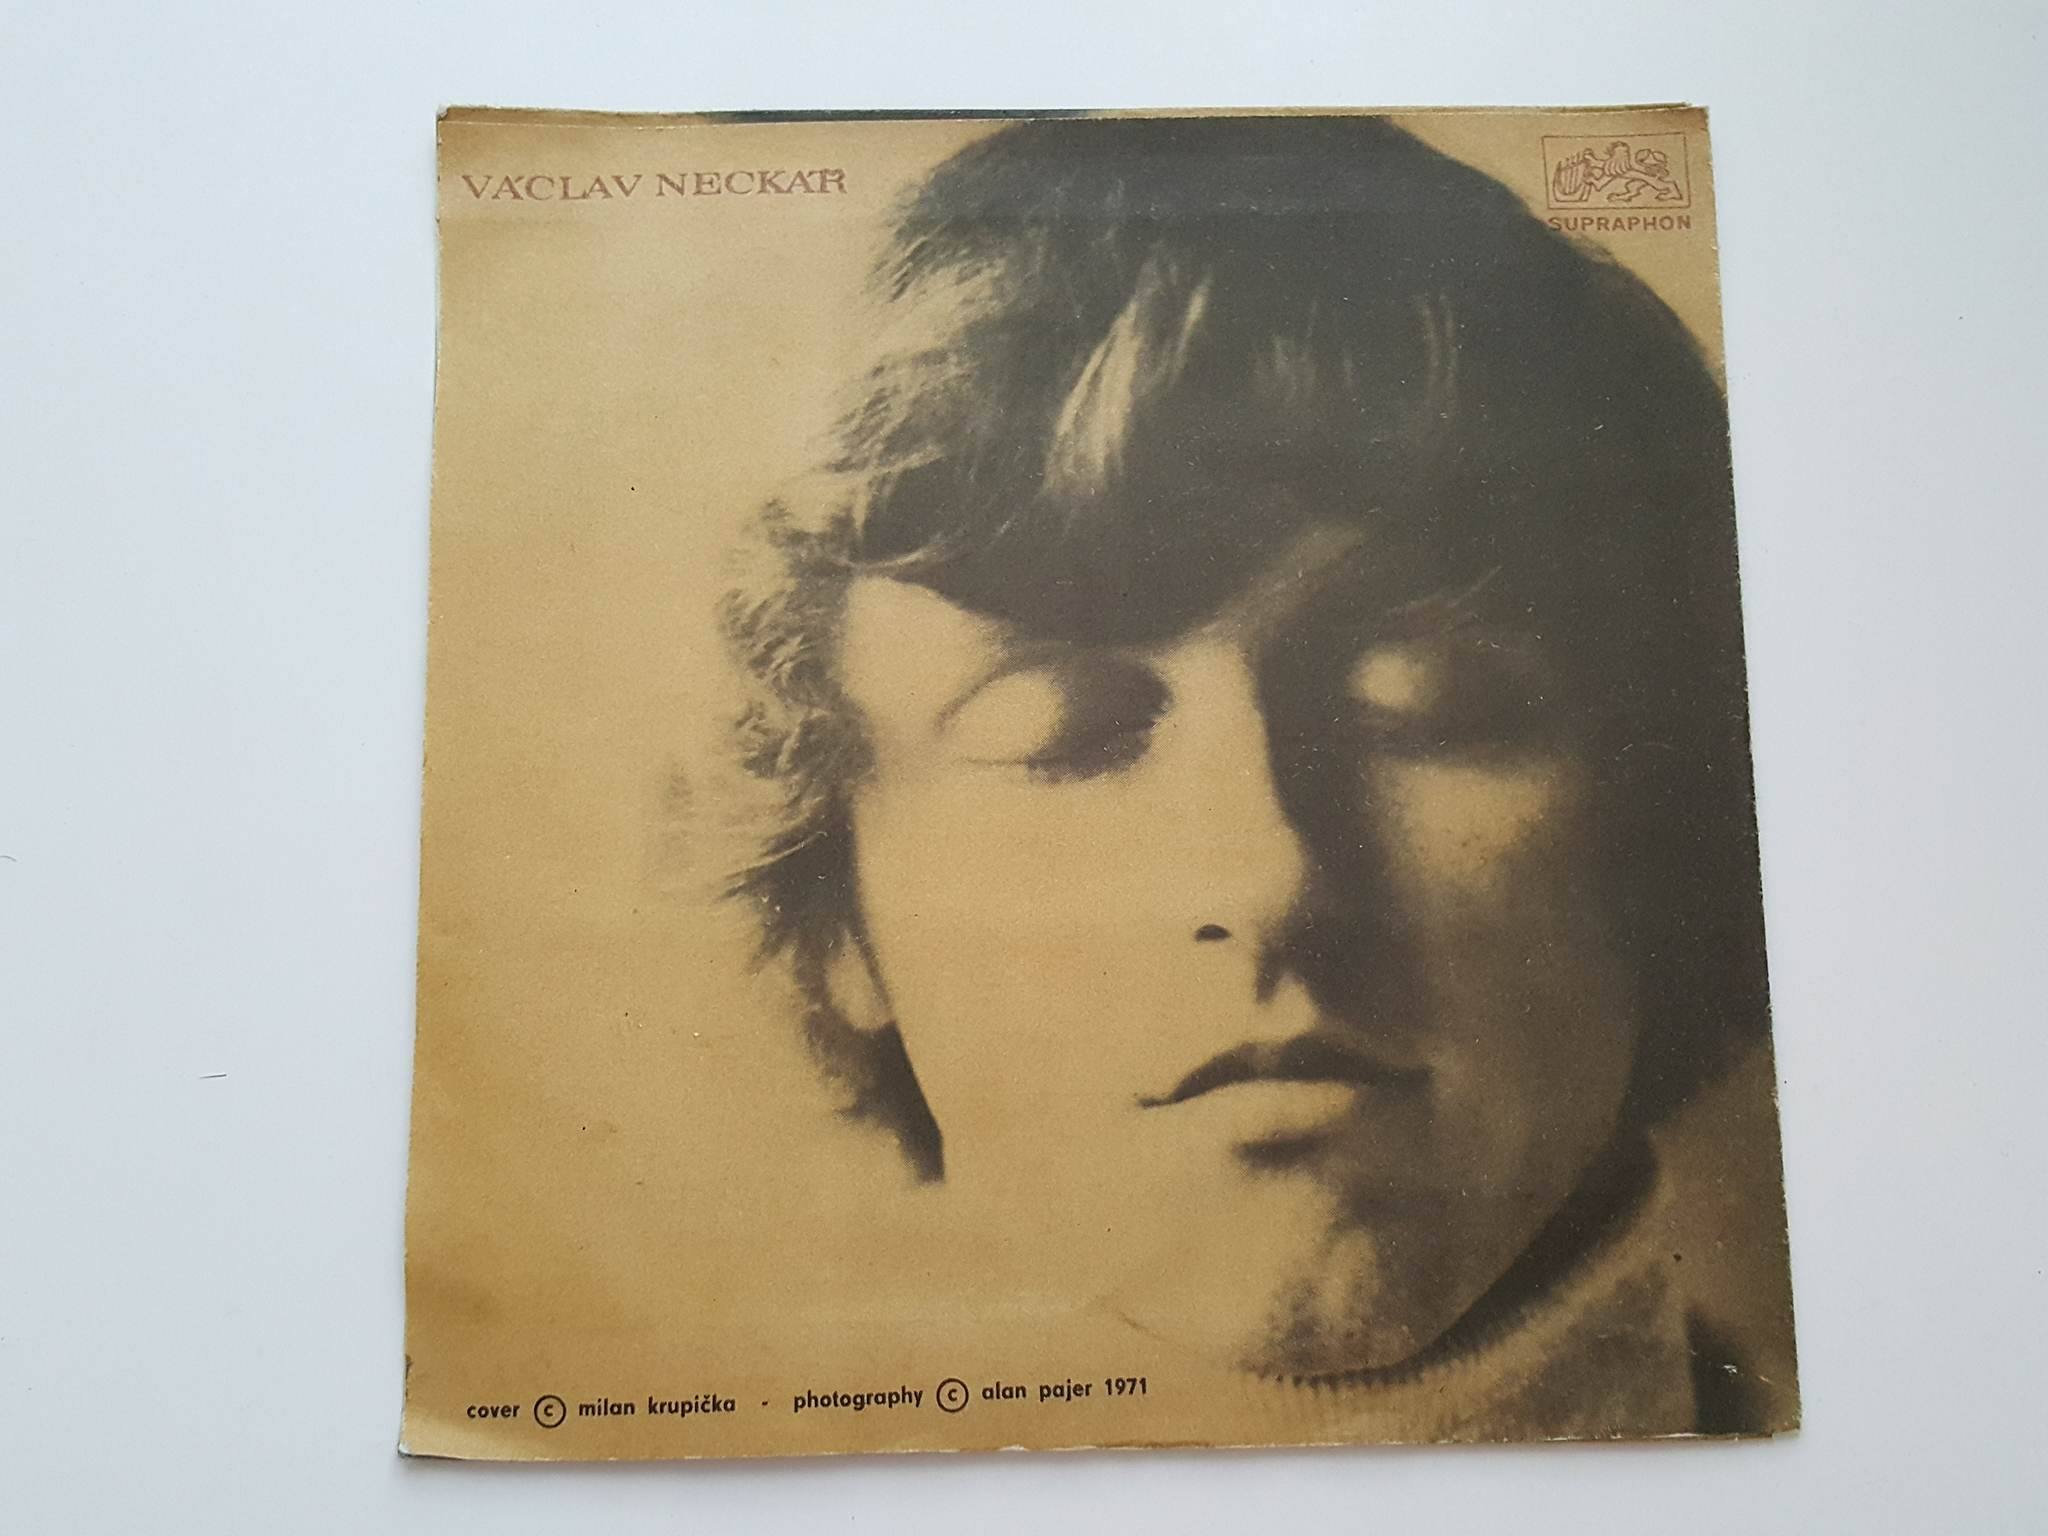 VÁCLAV NECKÁŘ
SUPRAPHON
cover © milan krupička - photography © alan pajer 1971